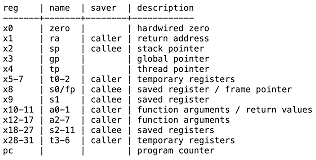 reg | name | saver | description
-------+-------+--------+------------
x0 | zero | | hardwired zero
x1 | ra | caller | return address
x2 | sp | callee | stack pointer
x3 | gp | | global pointer
x4 | tp | | thread pointer
x5-7 | t0-2 | caller | temporary registers
x8 | s0/fp | callee | saved register / frame pointer
x9 | s1 | callee | saved register
x10-11 | a0-1 | caller | function arguments / return values
x12-17 | a2-7 | caller | function arguments
x18-27 | s2-11 | callee | saved registers
x28-31 | t3-6 | caller | temporary registers
pc | | | program counter